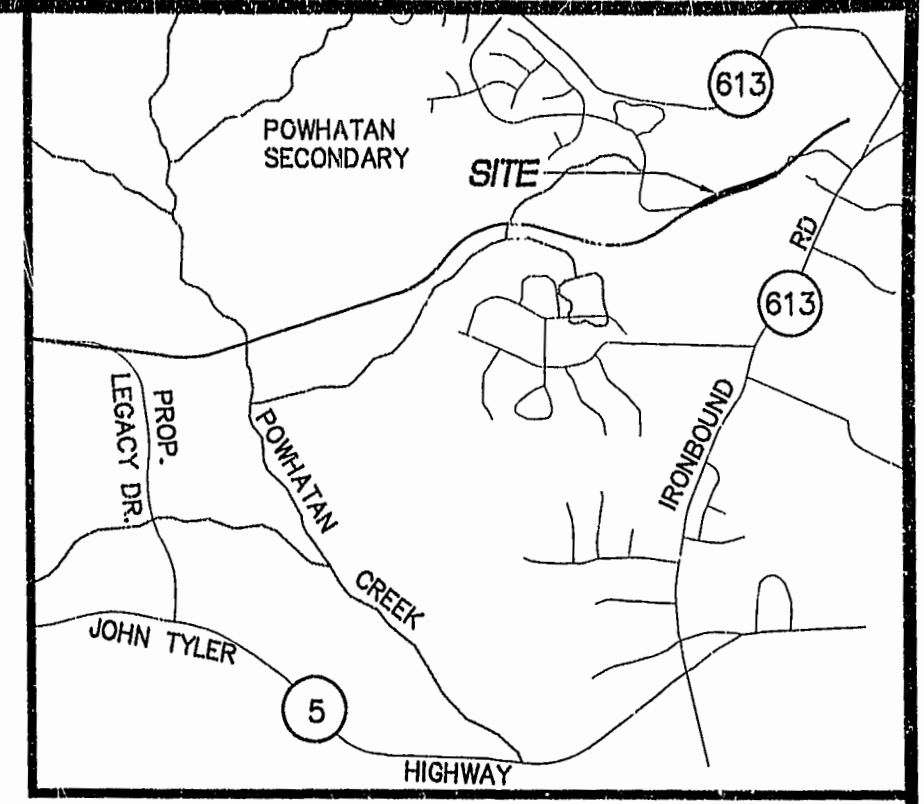 613
POWHATAN
SECONDARY
SITE
RD
613
PROP.
LEGACY DR.
IRONBOUND
POWHATAN
CREEK
JOHN TYLER
5
HIGHWAY